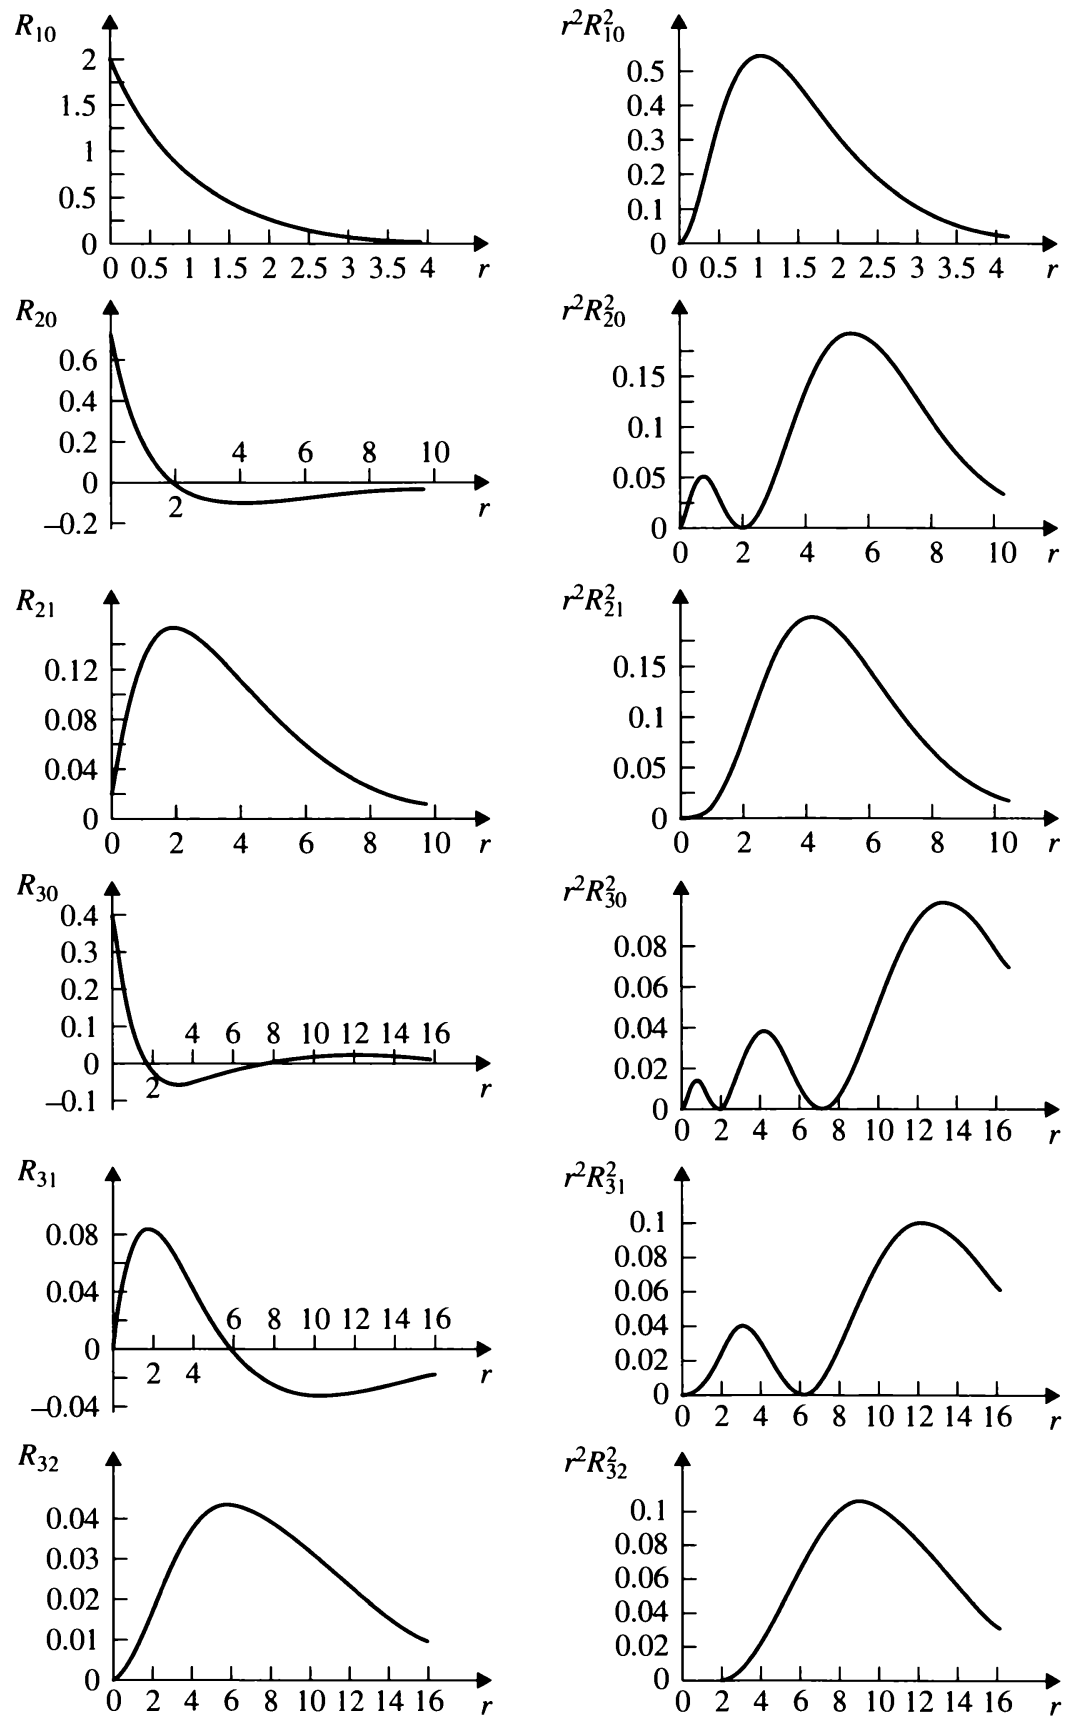 R10
2
1.5
1
0.5
0
0 0.5 1 1.5 2 2.5 3 3.5 4 r
r²R²10
0.5
0.4
0.3
0.2
0.1
0
0 0.5 1 1.5 2 2.5 3 3.5 4 r
R20
0.6
0.4
0.2
4 6 8 10
0
2 r
–0.2
r²R²20
0.15
0.1
0.05
0
0 2 4 6 8 10 r
R21
0.12
0.08
0.04
0
0 2 4 6 8 10 r
r²R²21
0.15
0.1
0.05
0
0 2 4 6 8 10 r
R30
0.4
0.3
0.2
0.1
4 6 8 10 12 14 16
0
2 r
–0.1
r²R²30
0.08
0.06
0.04
0.02
0
0 2 4 6 8 10 12 14 16 r
R31
0.08
0.04
6 8 10 12 14 16
0
2 4 r
–0.04
r²R²31
0.1
0.08
0.06
0.04
0.02
0
0 2 4 6 8 10 12 14 16 r
R32
0.04
0.03
0.02
0.01
0
0 2 4 6 8 10 12 14 16 r
r²R²32
0.1
0.08
0.06
0.04
0.02
0
0 2 4 6 8 10 12 14 16 r